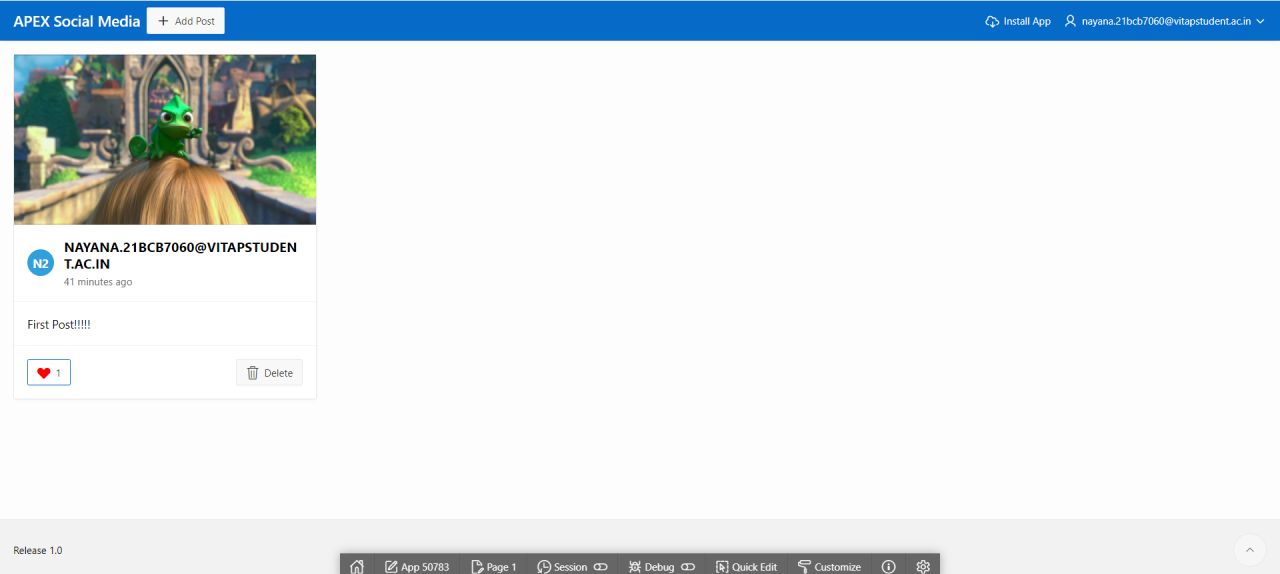 APEX Social Media
Add Post
Install App
nayana.21bcb7060@vitapstudent.ac.in
NAYANA.21BCB7060@VITAPSTUDEN
T.AC.IN
N2
41 minutes ago
First Post!!!!!
1
Delete
Release 1.0
App 50783
Page 1
Session
Debug
Quick Edit
Customize